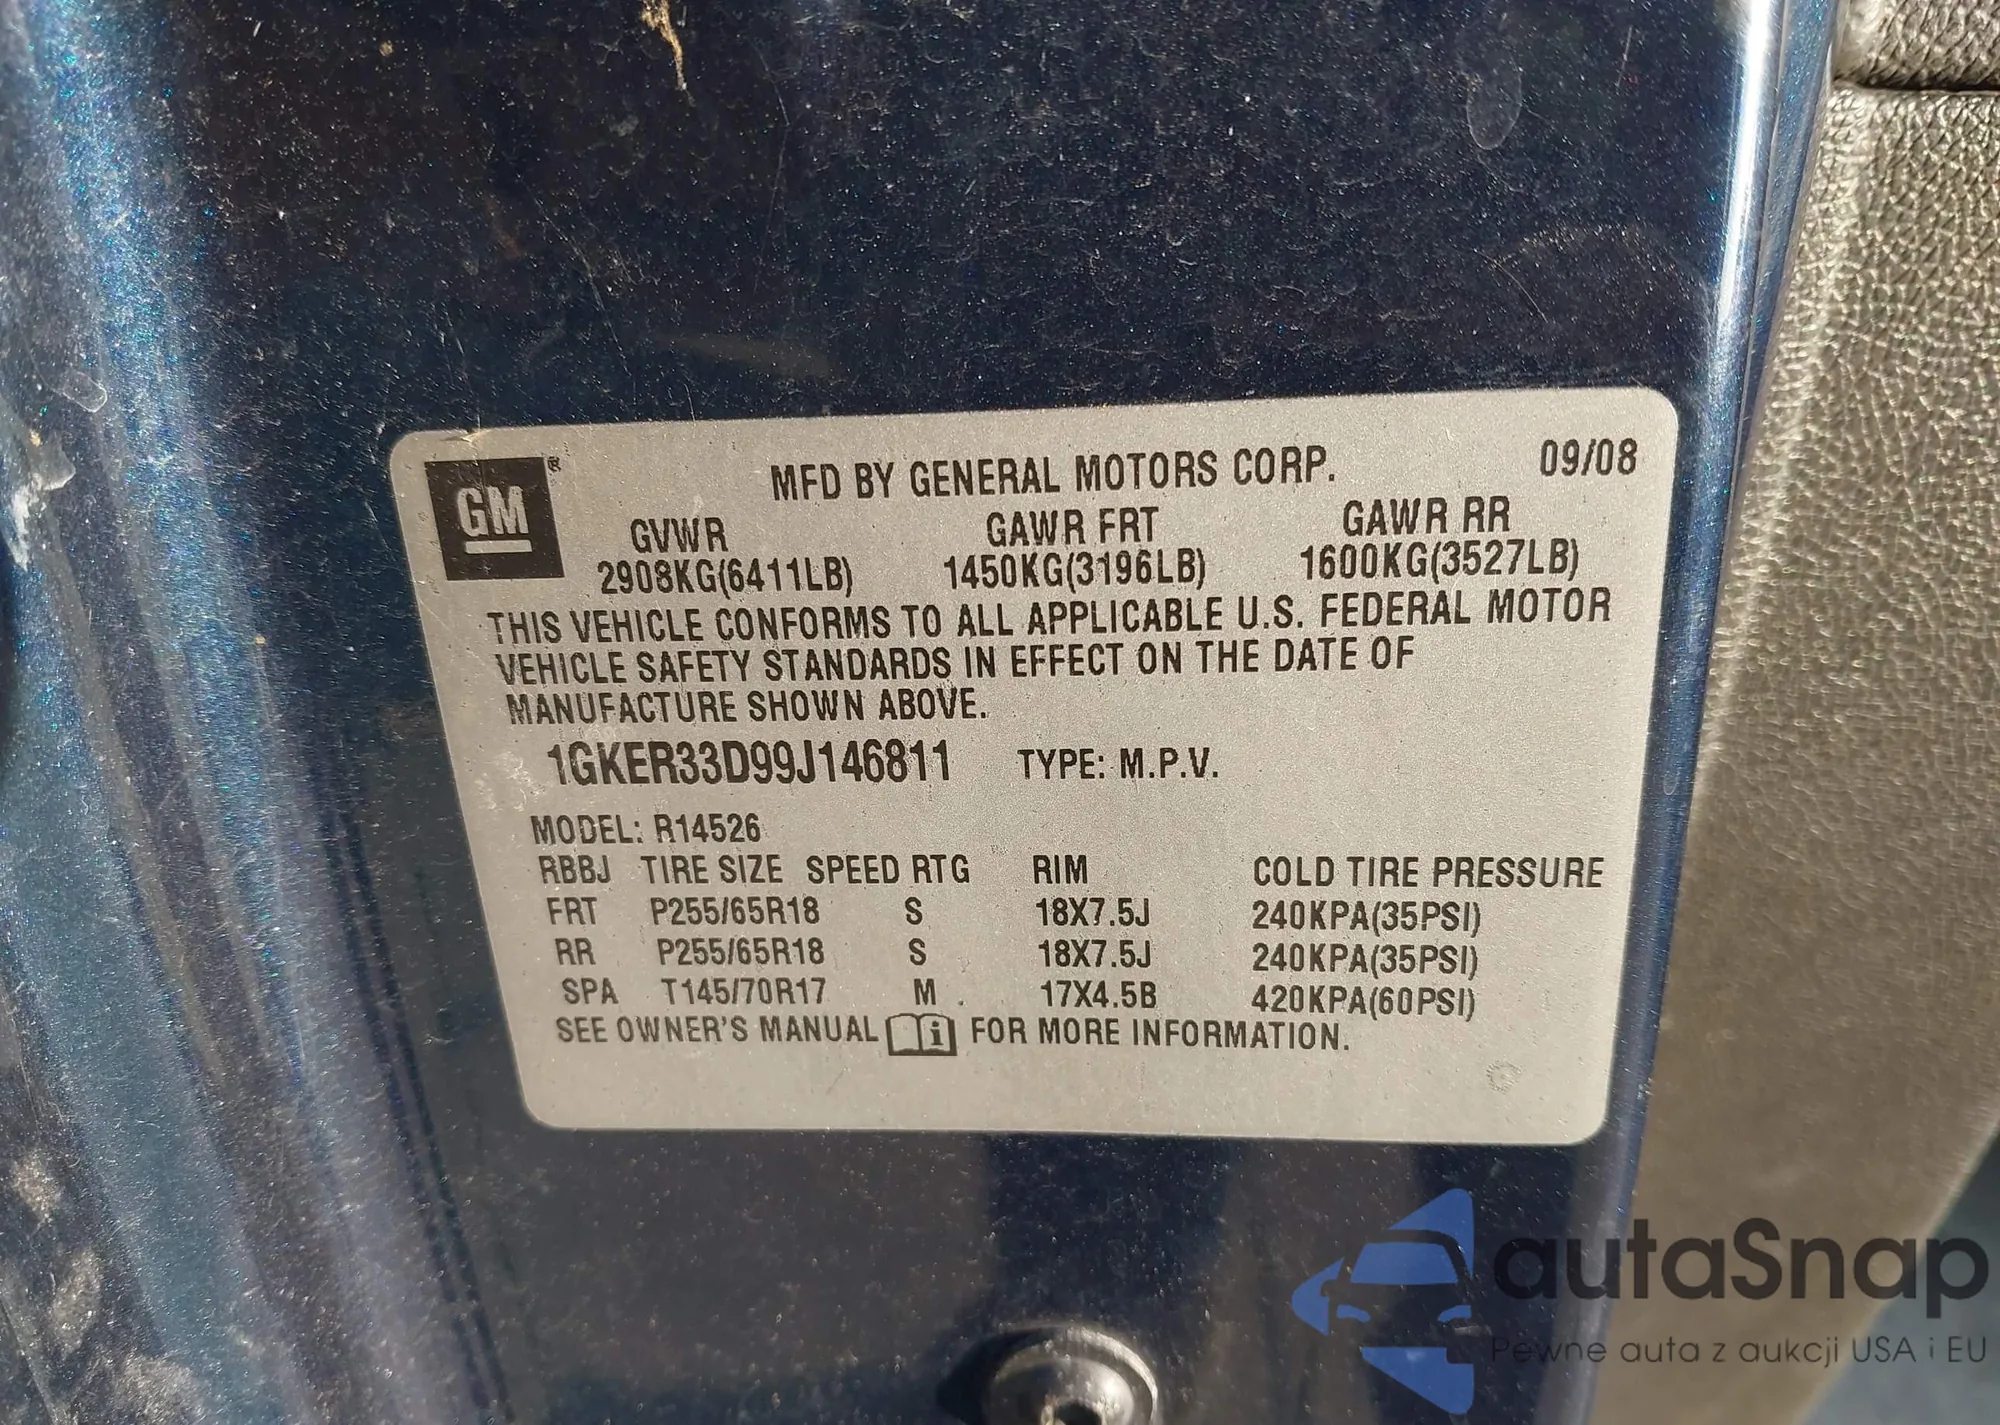 GM®
MFD BY GENERAL MOTORS CORP. 09/08
GVWR GAWR FRT GAWR RR
2908KG(6411LB) 1450KG(3196LB) 1600KG(3527LB)
THIS VEHICLE CONFORMS TO ALL APPLICABLE U.S. FEDERAL MOTOR
VEHICLE SAFETY STANDARDS IN EFFECT ON THE DATE OF
MANUFACTURE SHOWN ABOVE.
1GKER33D99J146811 TYPE: M.P.V.
MODEL: R14526
RBBJ TIRE SIZE SPEED RTG RIM COLD TIRE PRESSURE
FRT P255/65R18 S 18X7.5J 240KPA(35PSI)
RR P255/65R18 S 18X7.5J 240KPA(35PSI)
SPA T145/70R17 M 17X4.5B 420KPA(60PSI)
SEE OWNER'S MANUAL i FOR MORE INFORMATION.
autaSnap
Pewne auta z aukcji USA i EU